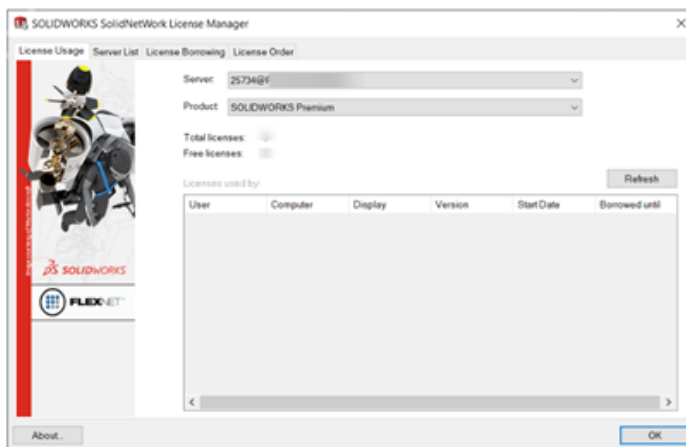 SOLIDWORKS SolidNetWork License Manager
License Usage Server List License Borrowing License Order
Server: 25734@
Product: SOLIDWORKS Premium
Total licenses:
Free licenses:
Licenses used by:
Refresh
User Computer Display Version Start Date Borrowed until
SOLIDWORKS
FLEXNET
About..
OK